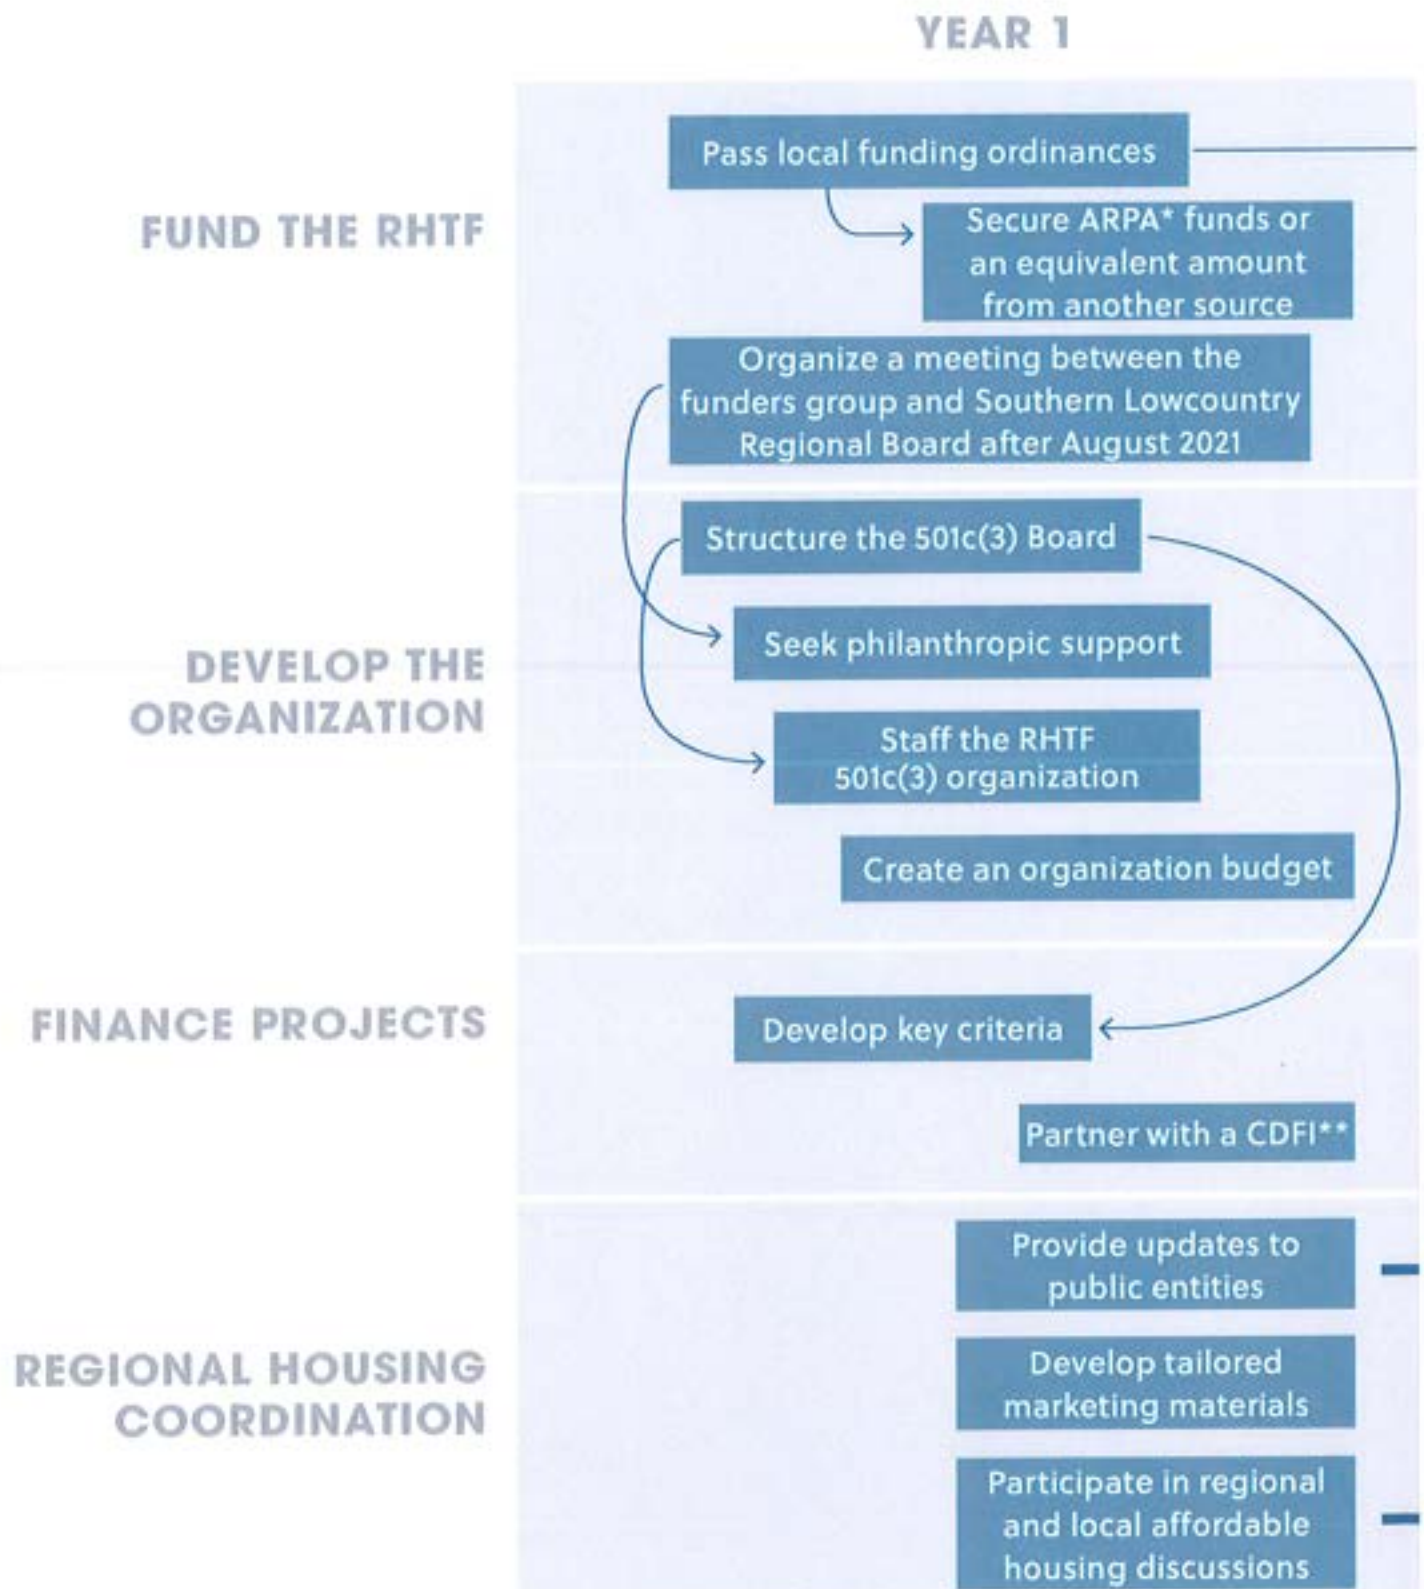 YEAR 1
FUND THE RHTF
Pass local funding ordinances
Secure ARPA* funds or
an equivalent amount
from another source
Organize a meeting between the
funders group and Southern Lowcountry
Regional Board after August 2021
DEVELOP THE
ORGANIZATION
Structure the 501c(3) Board
Seek philanthropic support
Staff the RHTF
501c(3) organization
Create an organization budget
FINANCE PROJECTS
Develop key criteria
Partner with a CDFI**
REGIONAL HOUSING
COORDINATION
Provide updates to
public entities
Develop tailored
marketing materials
Participate in regional
and local affordable
housing discussions